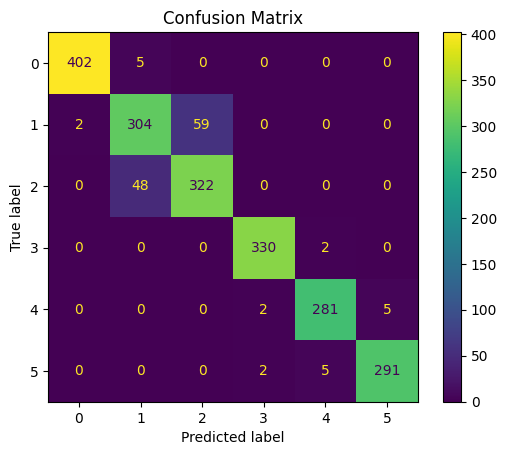 Confusion Matrix
True label
0 402 5 0 0 0 0
1 2 304 59 0 0 0
2 0 48 322 0 0 0
3 0 0 0 330 2 0
4 0 0 0 2 281 5
5 0 0 0 2 5 291
0 1 2 3 4 5
Predicted label
400
350
300
250
200
150
100
50
0